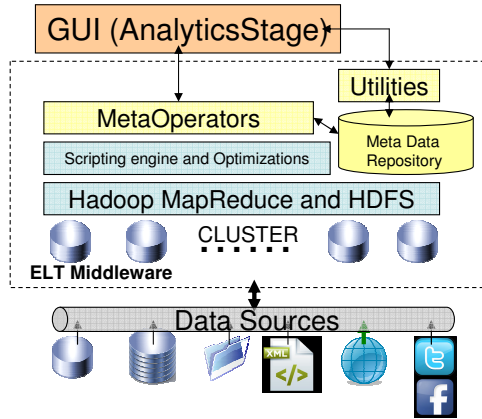 GUI (AnalyticsStage)
Utilities
MetaOperators
Meta Data
Repository
Scripting engine and Optimizations
Hadoop MapReduce and HDFS
CLUSTER
ELT Middleware
Data Sources
XML
</>
t
f